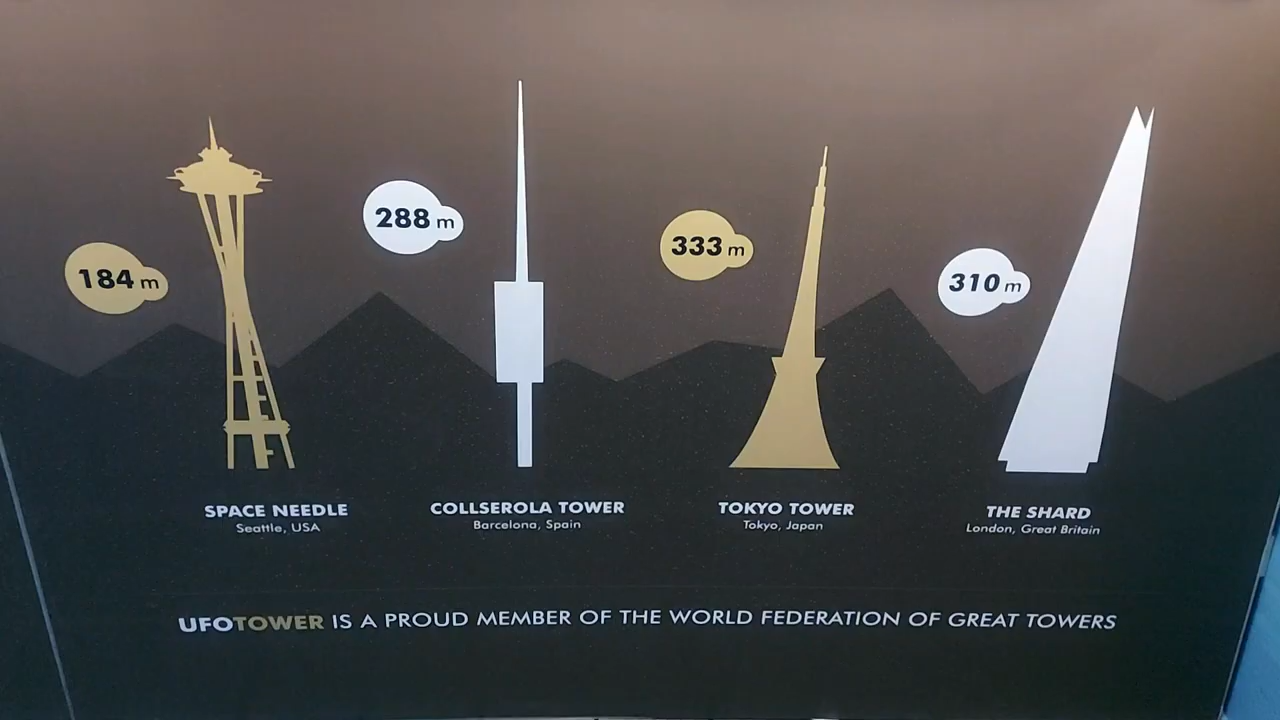 184 m
288 m
333 m
310 m
SPACE NEEDLE
Seattle, USA
COLLSEROLA TOWER
Barcelona, Spain
TOKYO TOWER
Tokyo, Japan
THE SHARD
London, Great Britain
UFOTOWER IS A PROUD MEMBER OF THE WORLD FEDERATION OF GREAT TOWERS